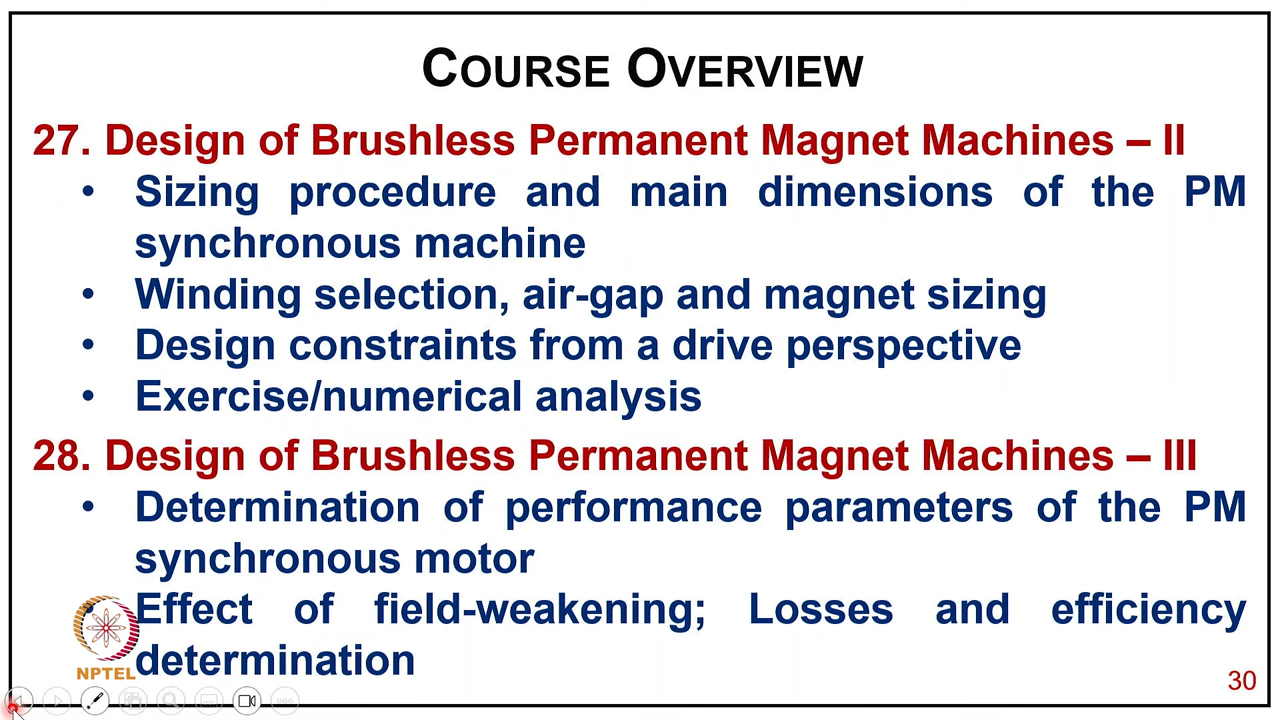 COURSE OVERVIEW
27. Design of Brushless Permanent Magnet Machines – II
• Sizing procedure and main dimensions of the PM
synchronous machine
• Winding selection, air-gap and magnet sizing
• Design constraints from a drive perspective
• Exercise/numerical analysis
28. Design of Brushless Permanent Magnet Machines – III
• Determination of performance parameters of the PM
synchronous motor
• Effect of field-weakening; Losses and efficiency
determination
NPTEL
30